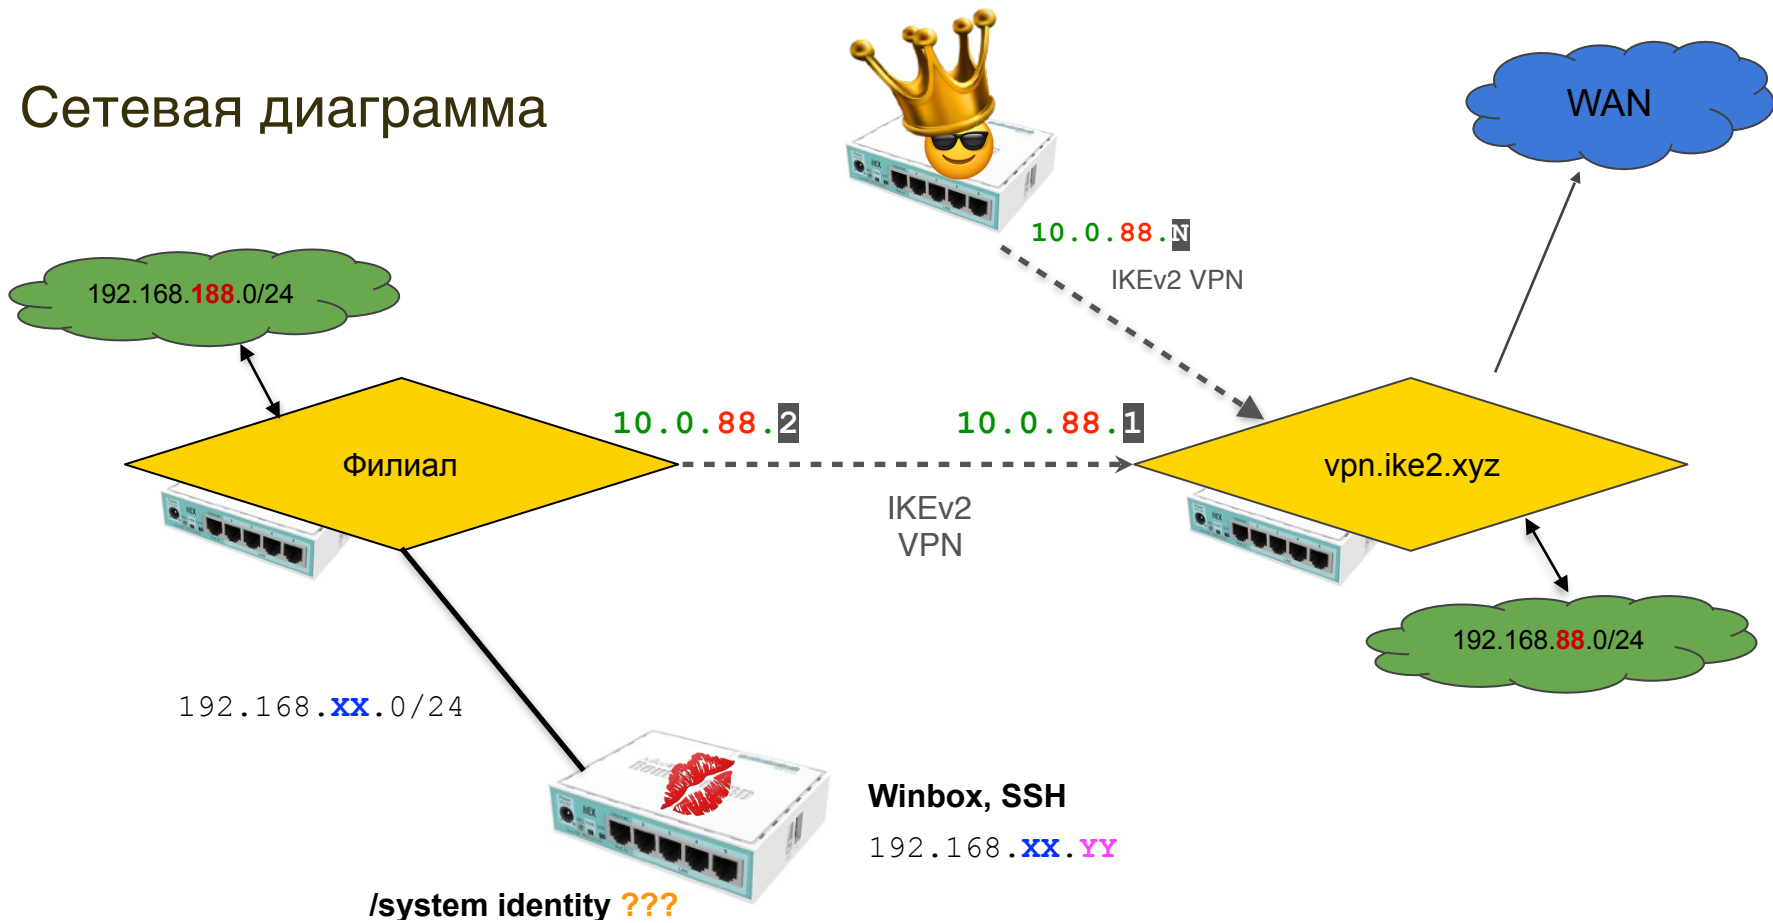 Сетевая диаграмма
WAN
10.0.88.N
IKEv2 VPN
192.168.188.0/24
10.0.88.2
10.0.88.1
Филиал
vpn.ike2.xyz
IKEv2
VPN
192.168.88.0/24
192.168.XX.0/24
Winbox, SSH
192.168.XX.YY
/system identity ???